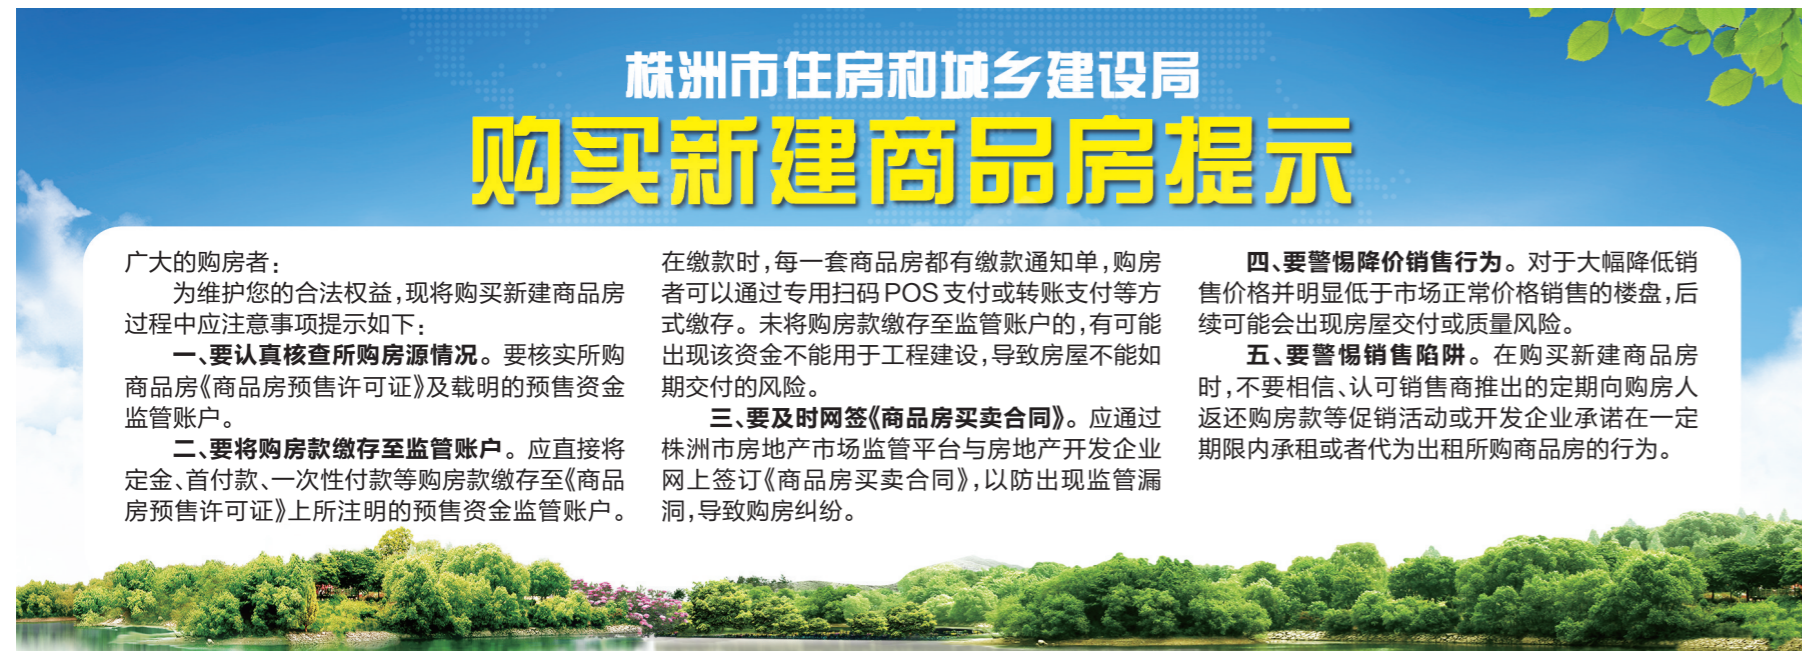 株洲市住房和城乡建设局
购买新建商品房提示
广大的购房者：
为维护您的合法权益，现将购买新建商品房
过程中应注意事项提示如下：
一、要认真核查所购房源情况。要核实所购
商品房《商品房预售许可证》及载明的预售资金
监管账户。
二、要将购房款缴存至监管账户。应直接将
定金、首付款、一次性付款等购房款缴存至《商品
房预售许可证》上所注明的预售资金监管账户。
在缴款时，每一套商品房都有缴款通知单，购房
者可以通过专用扫码POS支付或转账支付等方
式缴存。未将购房款缴存至监管账户的，有可能
出现该资金不能用于工程建设，导致房屋不能如
期交付的风险。
三、要及时网签《商品房买卖合同》。应通过
株洲市房地产市场监管平台与房地产开发企业
网上签订《商品房买卖合同》，以防出现监管漏
洞，导致购房纠纷。
四、要警惕降价销售行为。对于大幅降低销
售价格并明显低于市场正常价格销售的楼盘，后
续可能会出现房屋交付或质量风险。
五、要警惕销售陷阱。在购买新建商品房
时，不要相信、认可销售商推出的定期向购房人
返还购房款等促销活动或开发企业承诺在一定
期限内承租或者代为出租所购商品房的行为。